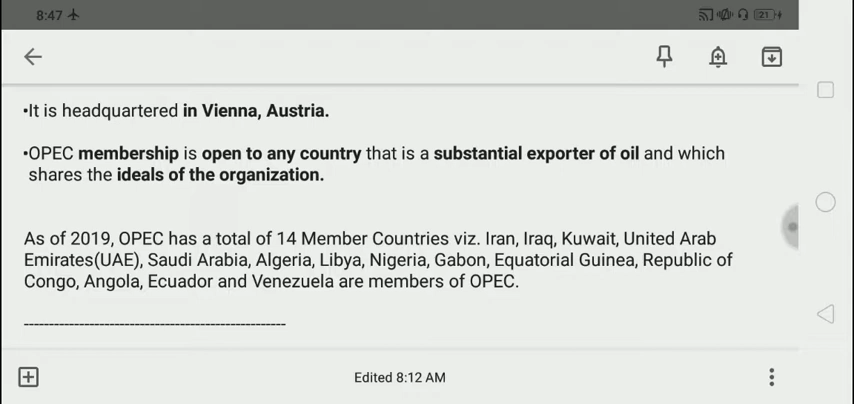 8:47
21
•It is headquartered in Vienna, Austria.
•OPEC membership is open to any country that is a substantial exporter of oil and which
shares the ideals of the organization.
As of 2019, OPEC has a total of 14 Member Countries viz. Iran, Iraq, Kuwait, United Arab
Emirates(UAE), Saudi Arabia, Algeria, Libya, Nigeria, Gabon, Equatorial Guinea, Republic of
Congo, Angola, Ecuador and Venezuela are members of OPEC.
----------------------------------------------------
Edited 8:12 AM